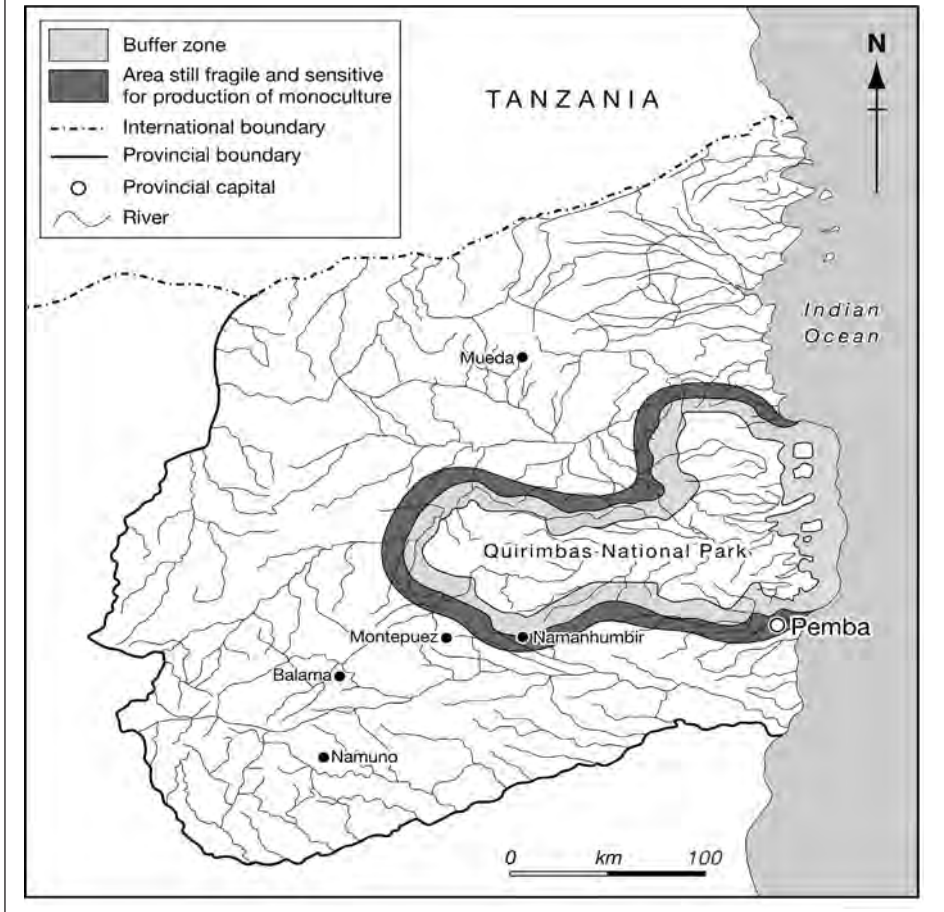 Buffer zone
Area still fragile and sensitive
for production of monoculture
International boundary
Provincial boundary
Provincial capital
River
N
TANZANIA
Indian
Ocean
Mueda
Quirimbas National Park
Montepuez
Namanhumbir
Pemba
Balama
Namuno
0 km 100